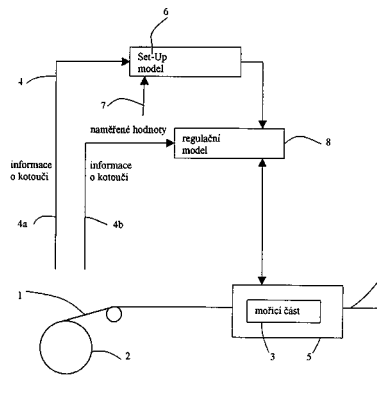 6
Set-Up
model
4
7
naměřené hodnoty
regulační
model
8
informace
o kotouči
informace
o kotouči
4a
4b
1
2
mořicí část
3
5